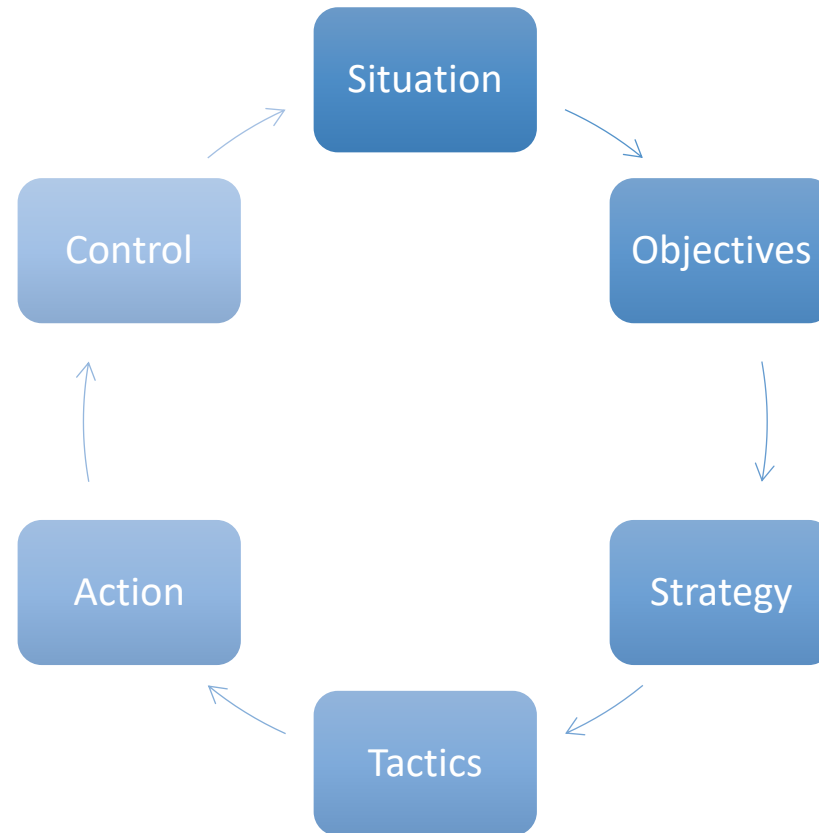 Situation
Objectives
Strategy
Tactics
Action
Control